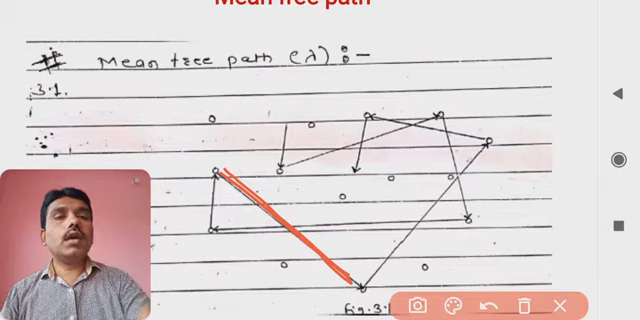 Mean free path
# Mean free path (λ) :-
3.1.
Fig. 3.1